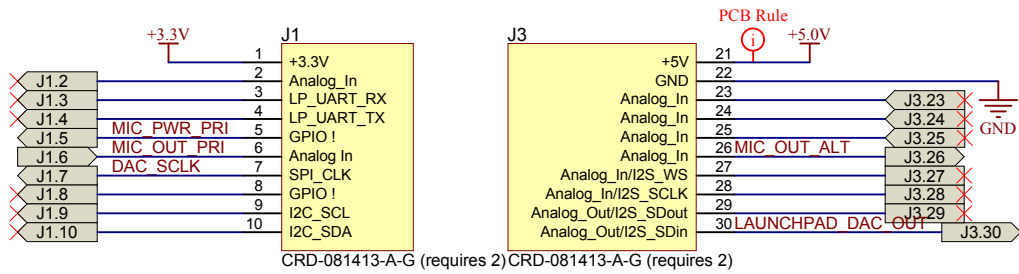 PCB Rule
i
+3.3V J1 J3 +5.0V
1 +3.3V +5V 21
J1.2 2 Analog_In GND 22
J1.3 3 LP_UART_RX Analog_In 23 J3.23
J1.4 4 LP_UART_TX Analog_In 24 J3.24
J1.5 MIC_PWR_PRI 5 GPIO ! Analog_In 25 J3.25 GND
J1.6 MIC_OUT_PRI 6 Analog In Analog_In 26 MIC_OUT_ALT J3.26
J1.7 DAC_SCLK 7 SPI_CLK Analog_In/I2S_WS 27 J3.27
J1.8 8 GPIO ! Analog_In/I2S_SCLK 28 J3.28
J1.9 9 I2C_SCL Analog_Out/I2S_SDout 29 J3.29
J1.10 10 I2C_SDA Analog_Out/I2S_SDin 30 LAUNCHPAD_DAC_OUT J3.30
CRD-081413-A-G (requires 2) CRD-081413-A-G (requires 2)